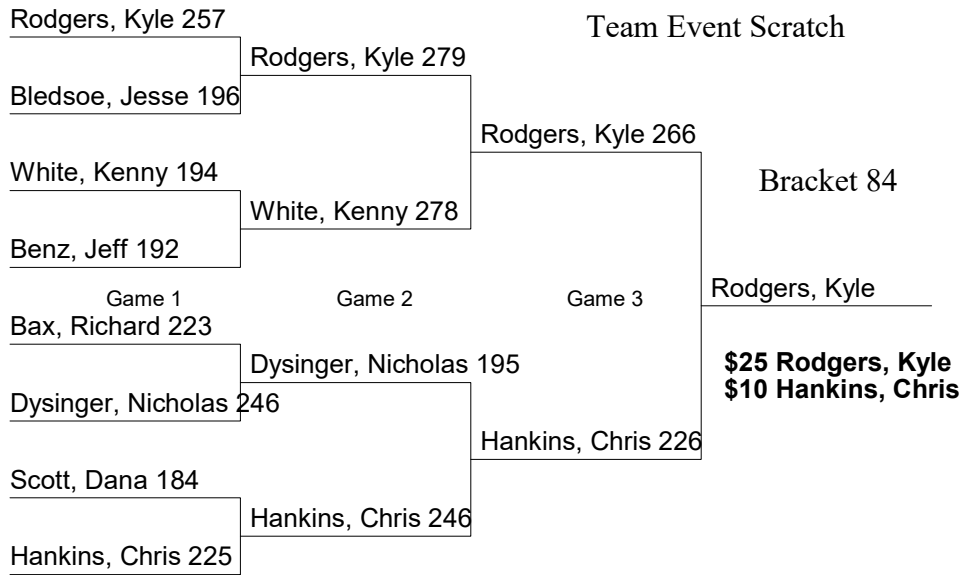 Rodgers, Kyle 257
Team Event Scratch
Rodgers, Kyle 279
Bledsoe, Jesse 196
Rodgers, Kyle 266
White, Kenny 194
Bracket 84
White, Kenny 278
Benz, Jeff 192
Game 1
Game 2
Game 3
Rodgers, Kyle
Bax, Richard 223
Dysinger, Nicholas 195
$25 Rodgers, Kyle
$10 Hankins, Chris
Dysinger, Nicholas 246
Hankins, Chris 226
Scott, Dana 184
Hankins, Chris 246
Hankins, Chris 225